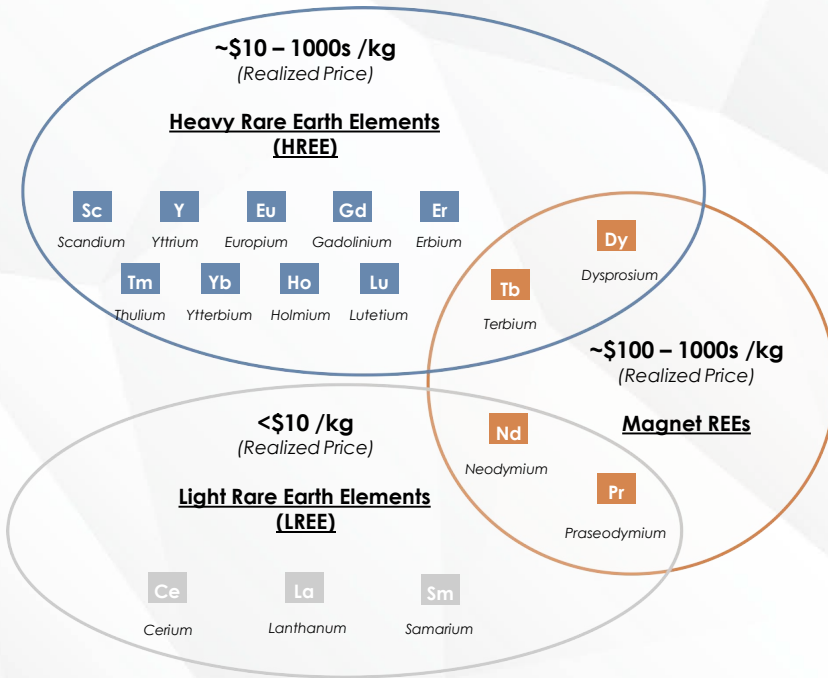 ~$10 – 1000s /kg
(Realized Price)
Heavy Rare Earth Elements
(HREE)
Sc
Y
Eu
Gd
Er
Scandium
Yttrium
Europium
Gadolinium
Erbium
Tm
Yb
Ho
Lu
Thulium
Ytterbium
Holmium
Lutetium
Dy
Dysprosium
Tb
Terbium
~$100 – 1000s /kg
(Realized Price)
Magnet REEs
Nd
Neodymium
Pr
Praseodymium
<$10 /kg
(Realized Price)
Light Rare Earth Elements
(LREE)
Ce
La
Sm
Cerium
Lanthanum
Samarium